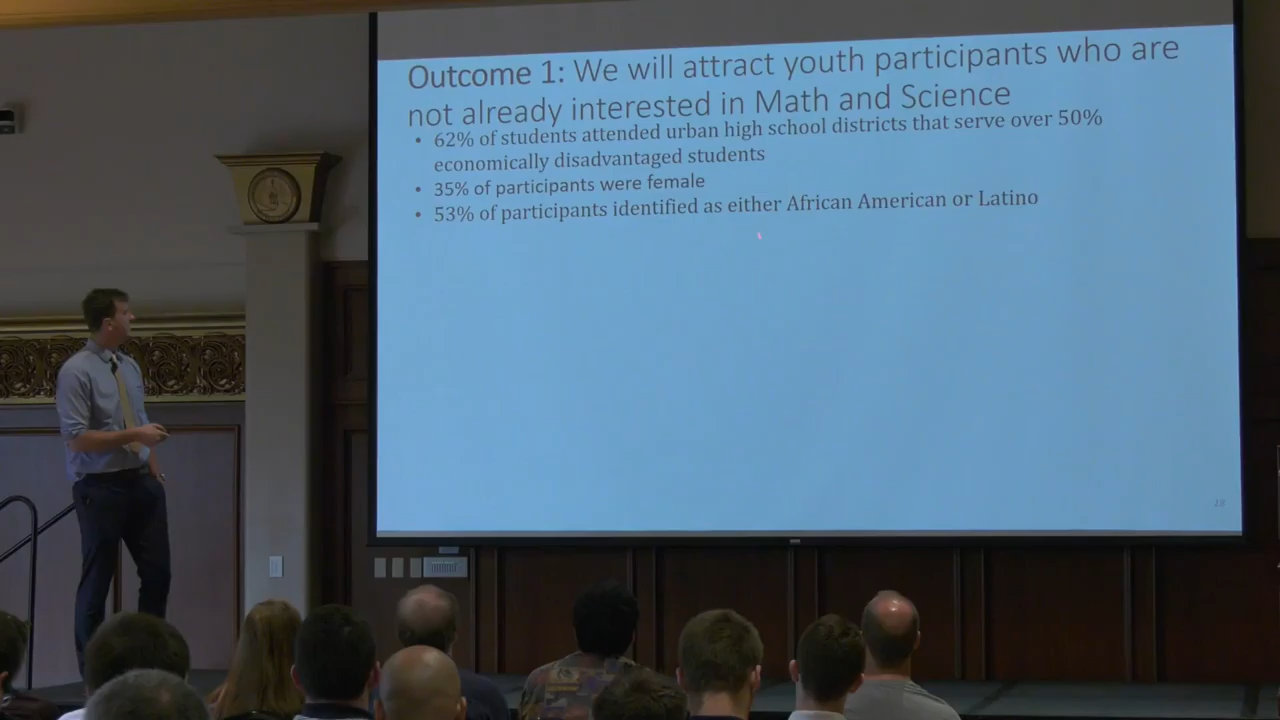 Outcome 1: We will attract youth participants who are
not already interested in Math and Science
• 62% of students attended urban high school districts that serve over 50%
economically disadvantaged students
• 35% of participants were female
• 53% of participants identified as either African American or Latino
28